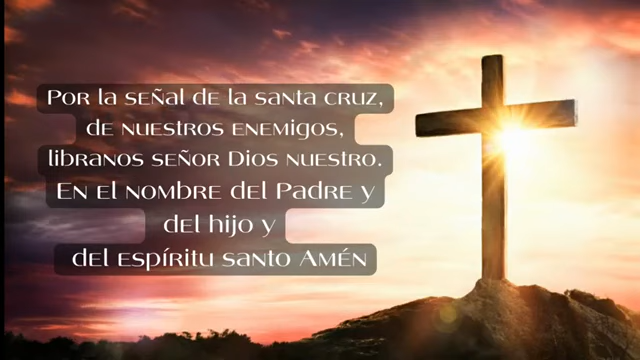 Por la señal de la santa cruz,
de nuestros enemigos,
libranos señor Dios nuestro.
En el nombre del Padre y
del hijo y
del espíritu santo Amén